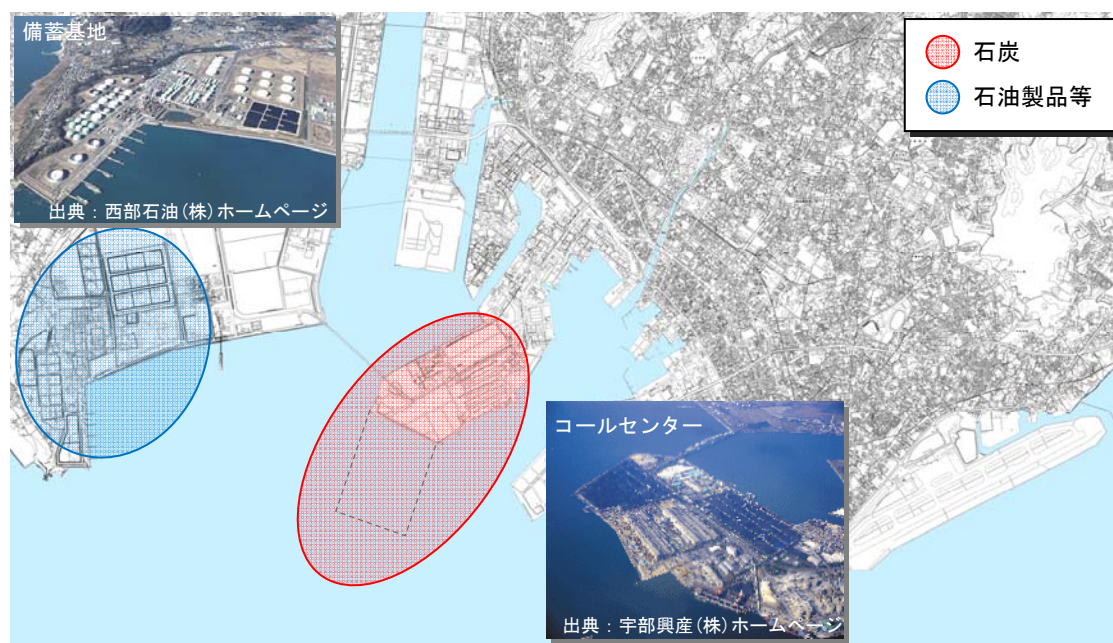 備蓄基地
出典：西部石油(株)ホームページ
石炭
石油製品等
コールセンター
出典：宇部興産(株)ホームページ